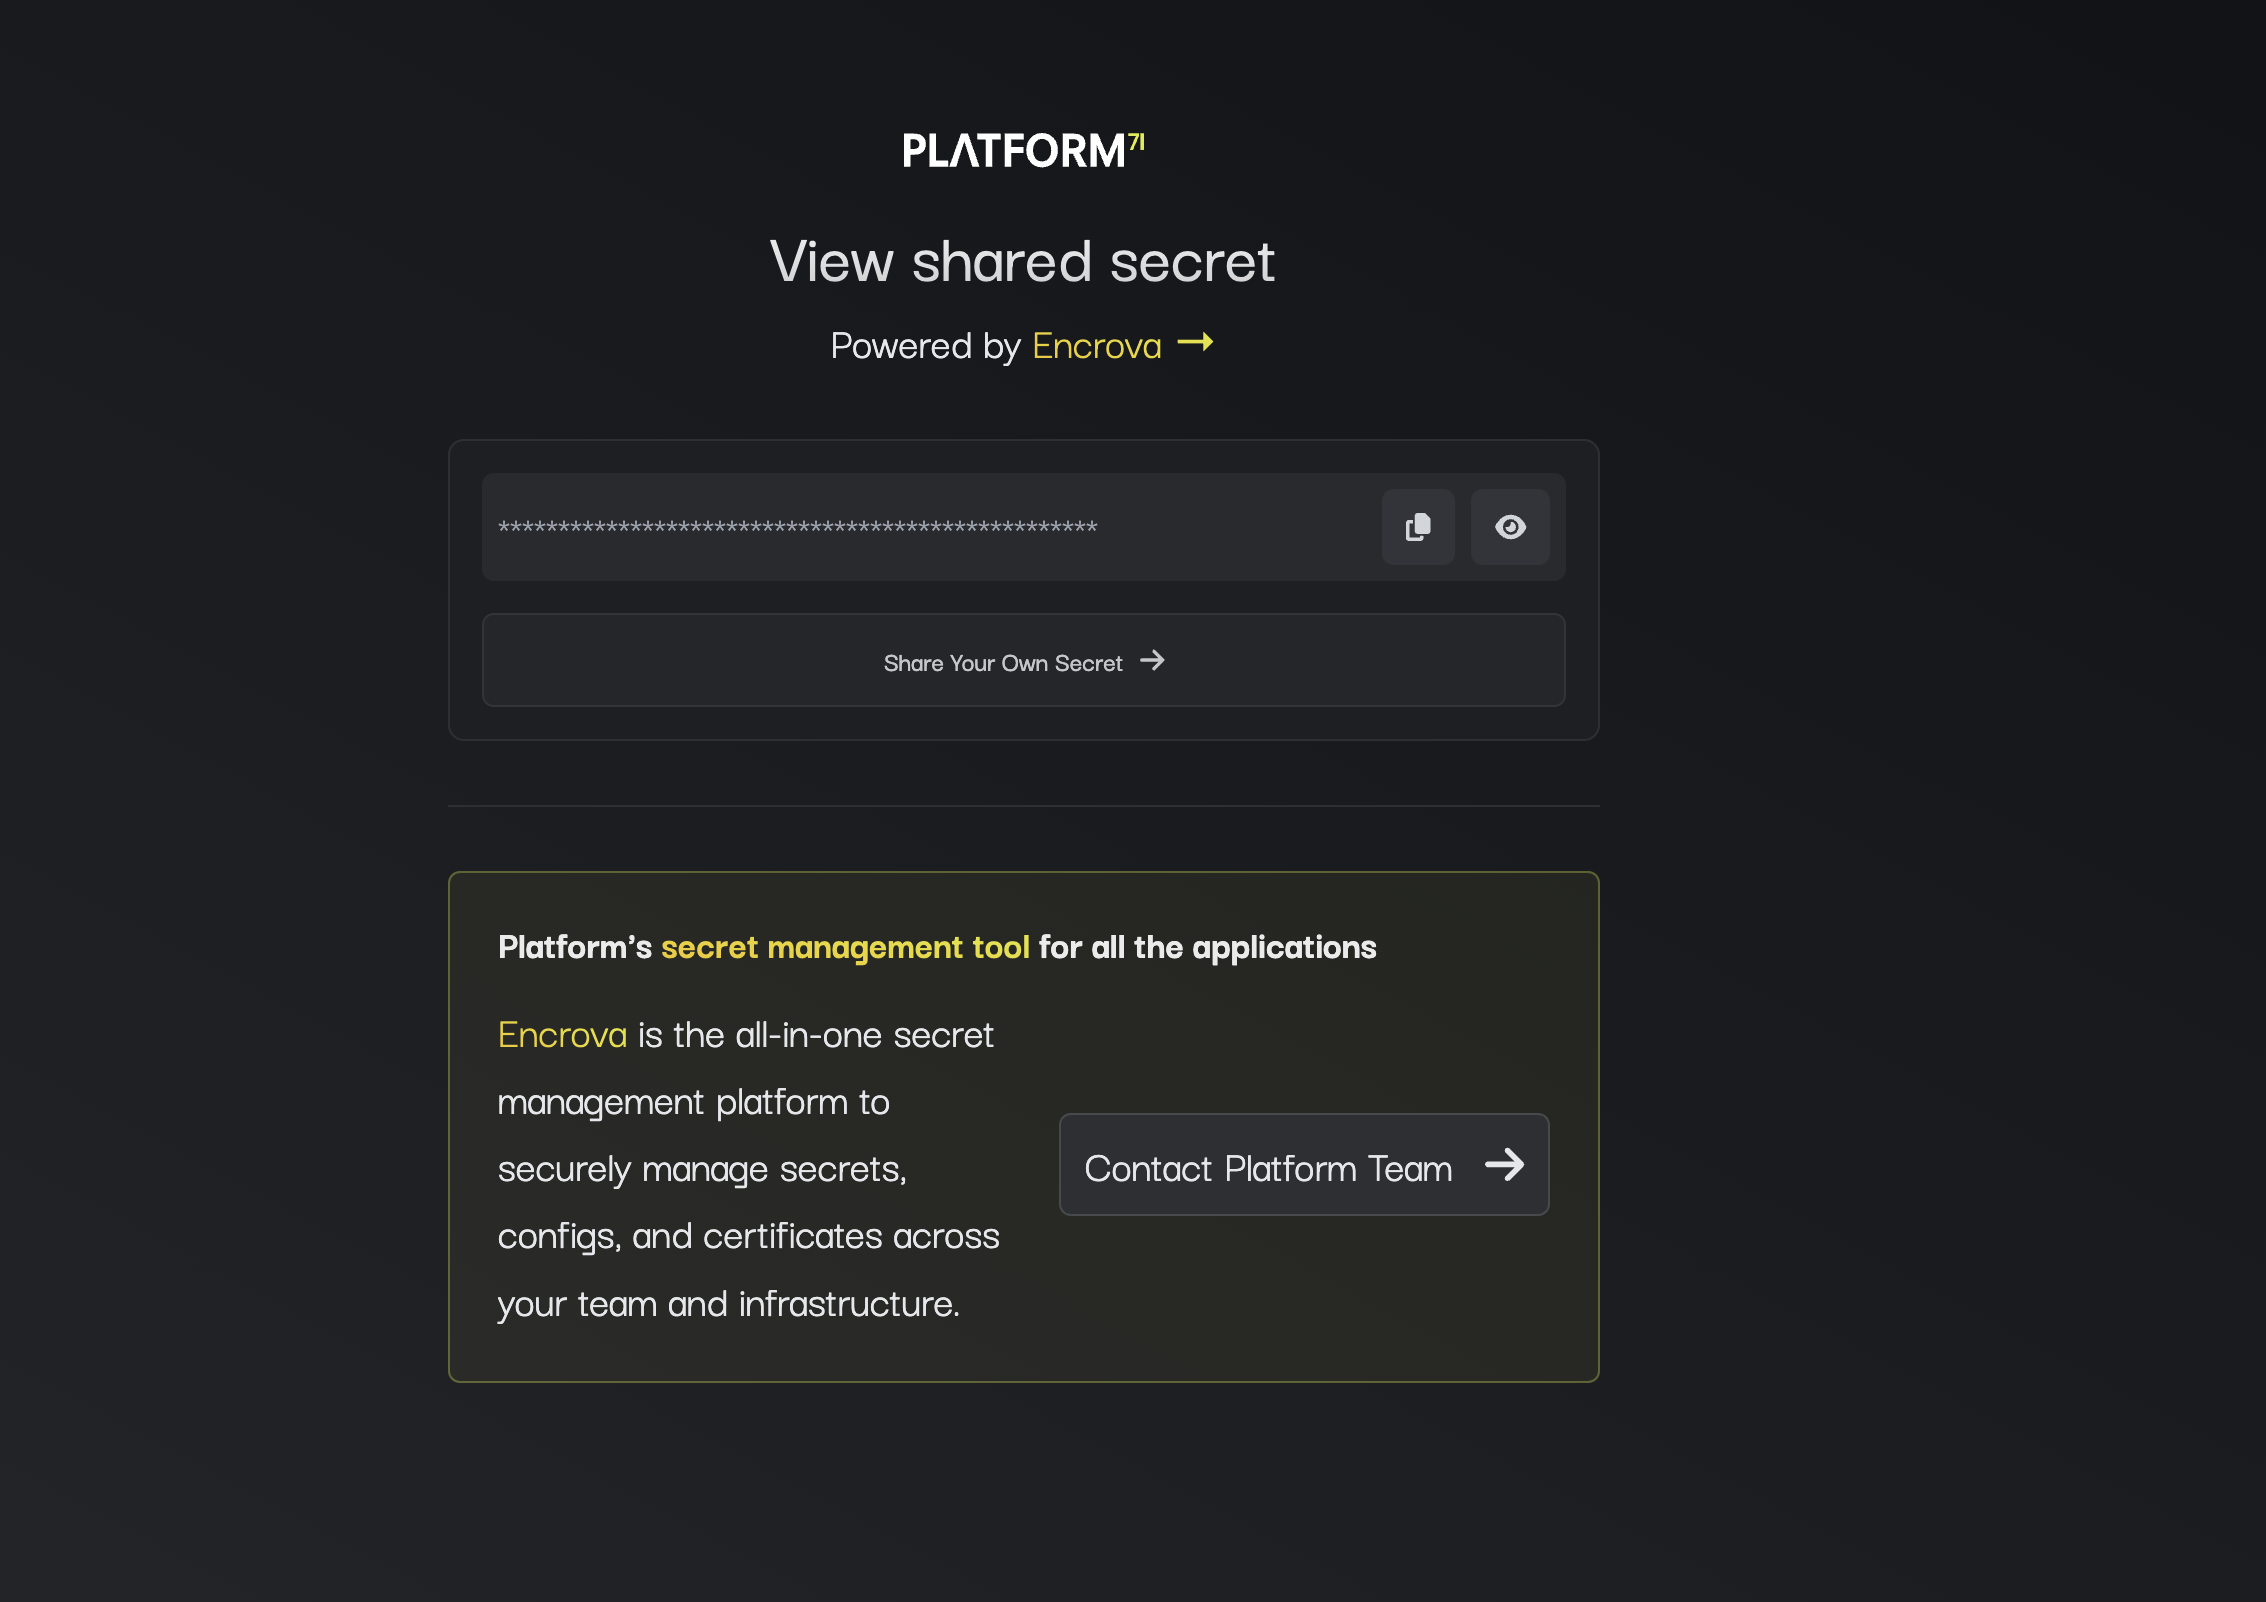 PLATFORM71
View shared secret
Powered by Encrova →
**************************************************
Share Your Own Secret →
Platform's secret management tool for all the applications
Encrova is the all-in-one secret
management platform to
securely manage secrets,
configs, and certificates across
your team and infrastructure.
Contact Platform Team →